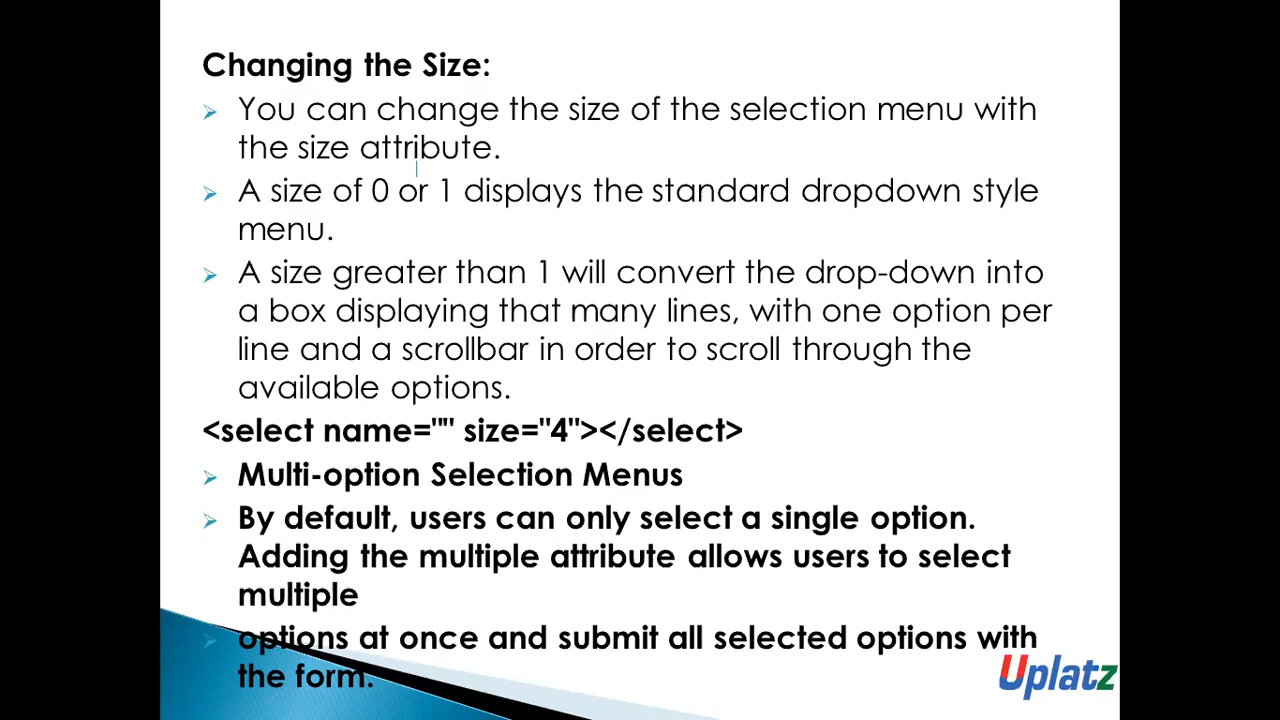 Changing the Size:
You can change the size of the selection menu with
the size attribute.
A size of 0 or 1 displays the standard dropdown style
menu.
A size greater than 1 will convert the drop-down into
a box displaying that many lines, with one option per
line and a scrollbar in order to scroll through the
available options.
<select name="" size="4"></select>
Multi-option Selection Menus
By default, users can only select a single option.
Adding the multiple attribute allows users to select
multiple
options at once and submit all selected options with
the form.
Uplatz